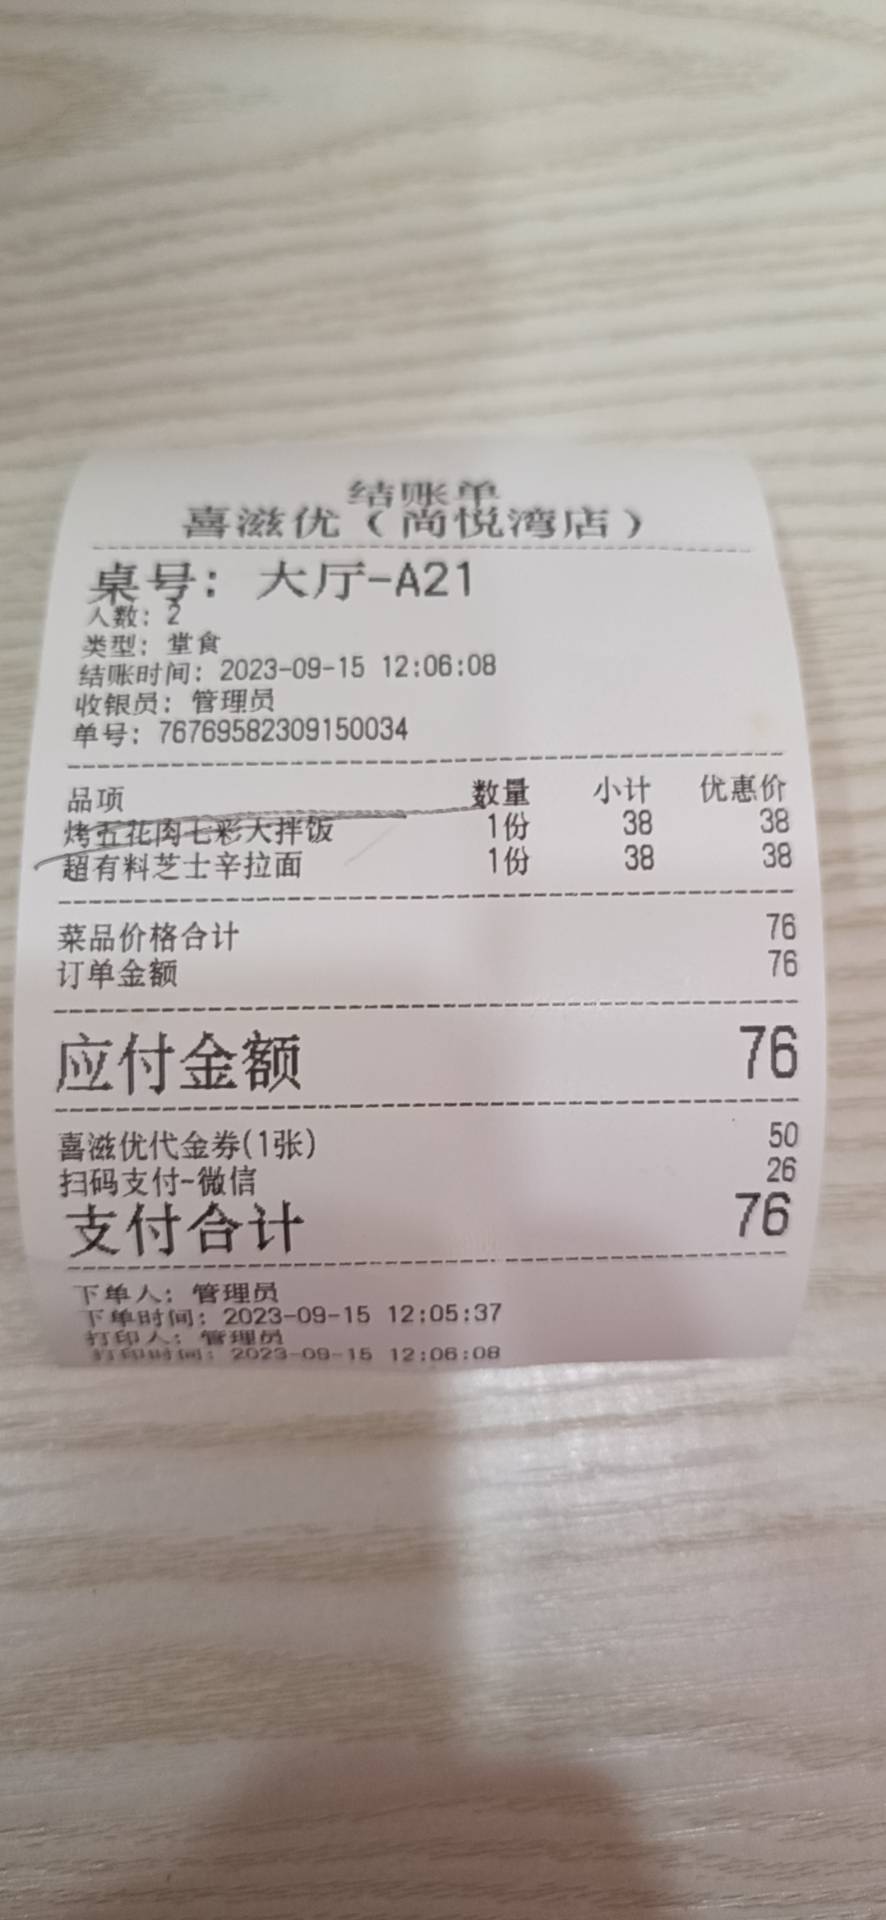 结账单
喜滋优（尚悦湾店）
桌号：大厅-A21
人数：2
类型：堂食
结账时间：2023-09-15 12:06:08
收银员：管理员
单号：76769582309150034
品项 数量 小计 优惠价
烤五花肉七彩大拌饭 1份 38 38
超有料芝士辛拉面 1份 38 38
菜品价格合计 76
订单金额 76
应付金额 76
喜滋优代金券(1张) 50
扫码支付-微信 26
支付合计 76
下单人：管理员
下单时间：2023-09-15 12:05:37
打印人：管理员
打印时间：2023-09-15 12:06:08